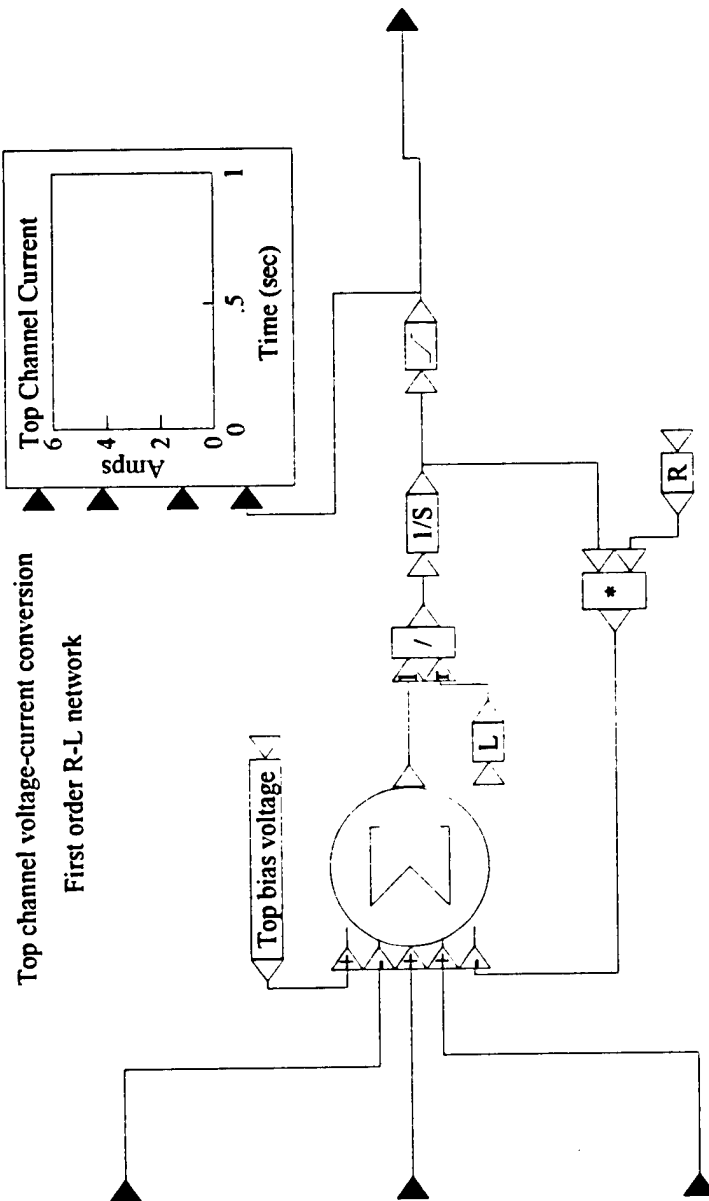 Top channel voltage-current conversion
First order R-L network
Top Channel Current
6
4
2
0
Amps
0
.5
1
Time (sec)
Top bias voltage
+
-
+
+
-
Σ
L
l
r
/
1/S
*
R